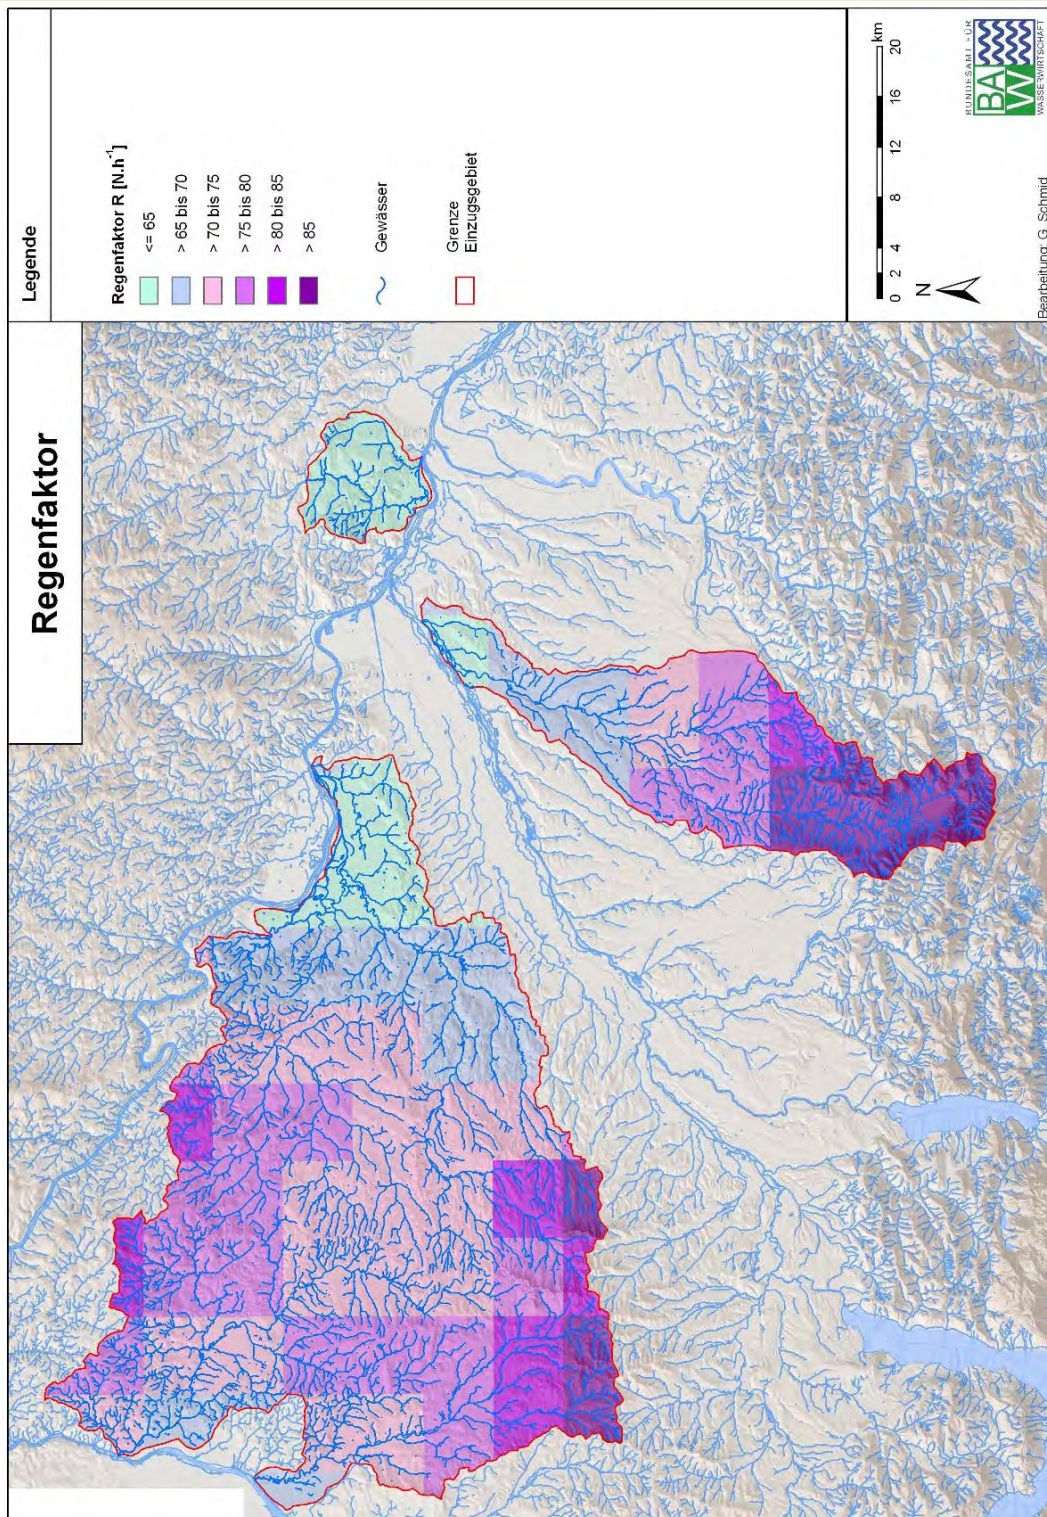 Regenfaktor
Legende
Regenfaktor R [N.h⁻¹]
<= 65
> 65 bis 70
> 70 bis 75
> 75 bis 80
> 80 bis 85
> 85
Gewässer
Grenze
Einzugsgebiet
0 2 4 8 12 16 20
km
N
BUNDESAMT FÜR
BAW
WASSERWIRTSCHAFT
Bearbeitung: G. Schmid